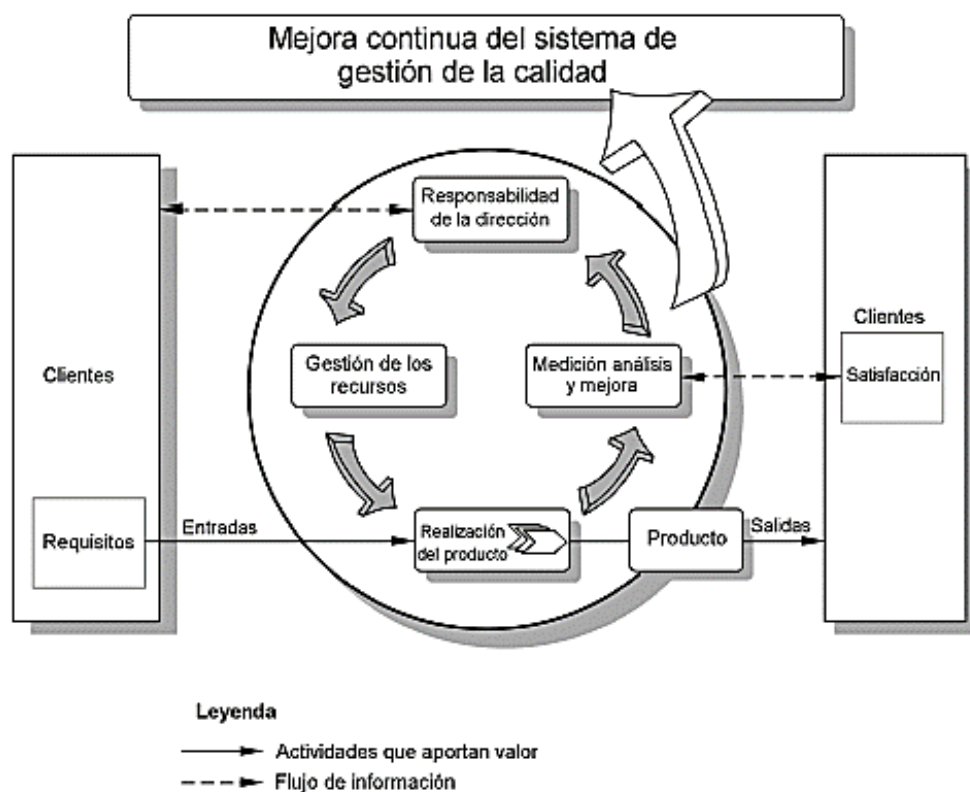 Mejora continua del sistema de
gestión de la calidad
Responsabilidad
de la dirección
Clientes
Gestión de los
recursos
Medición análisis
y mejora
Clientes
Satisfacción
Requisitos
Entradas
Realización
del producto
Producto
Salidas
Leyenda
Actividades que aportan valor
Flujo de información